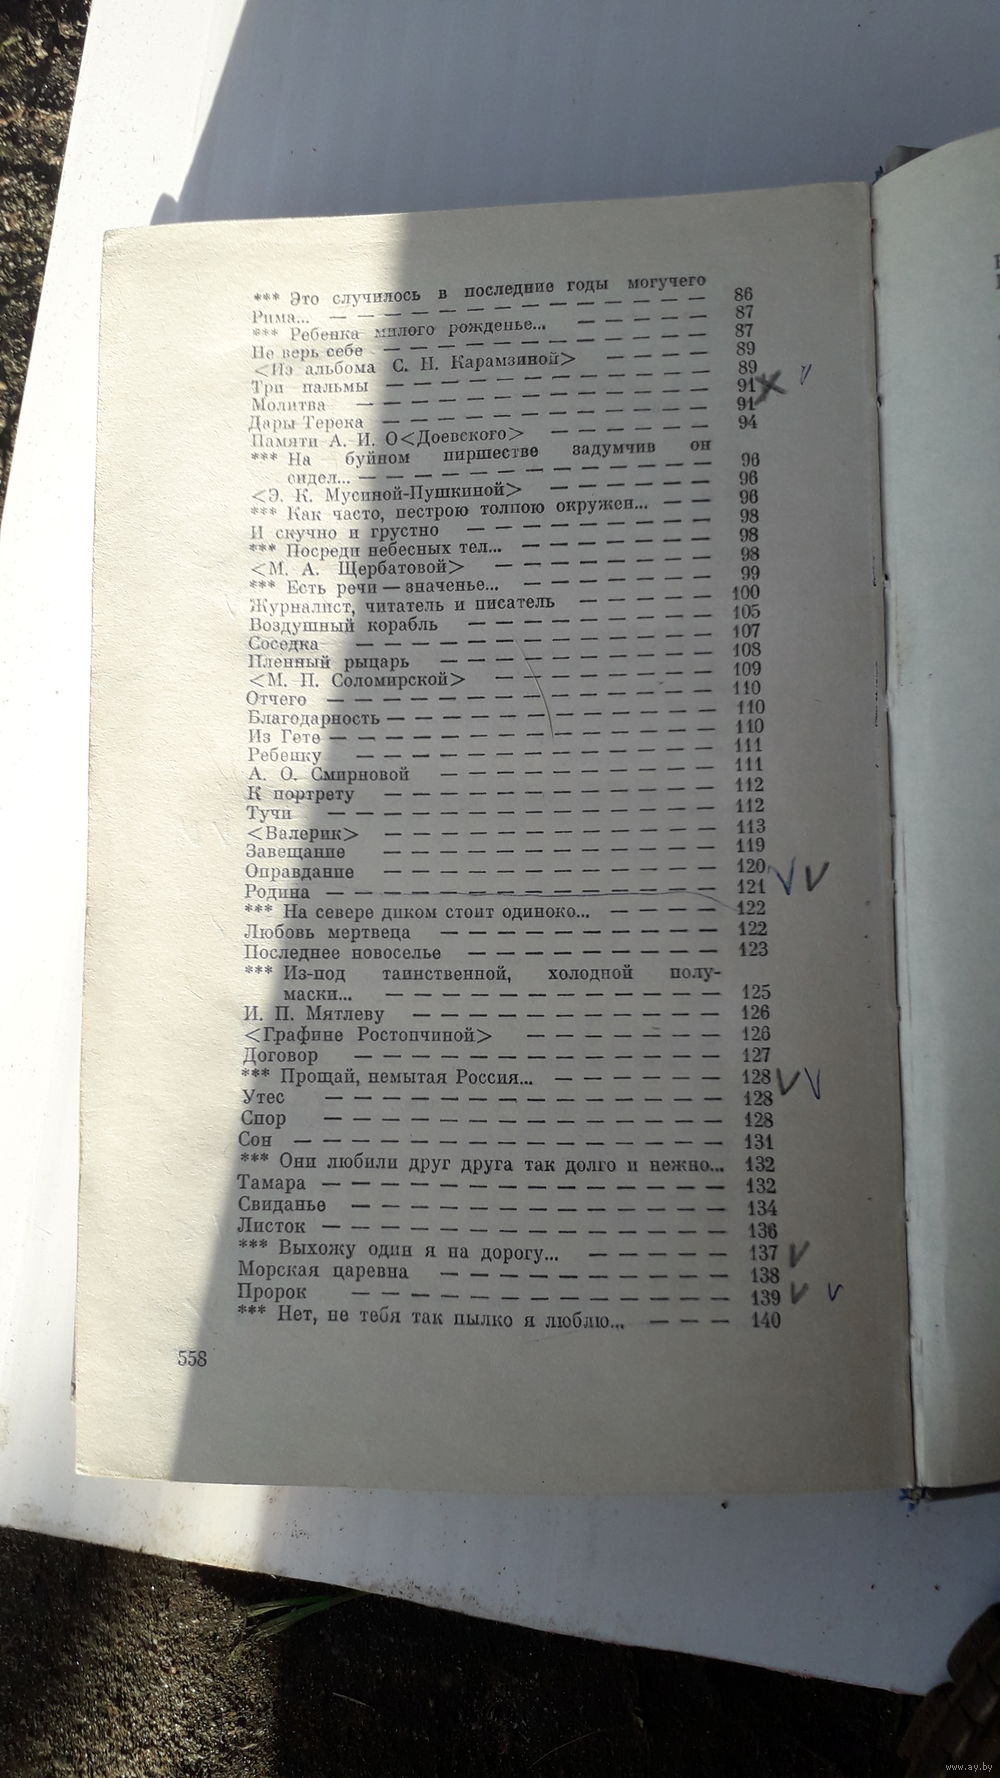 *** Это случилось в последние годы могучего
Рима... — — — — — — — — — — — — — — 86
*** Ребенка милого рожденье... — — — — — 87
Не верь себе — — — — — — — — — — — — 87
<Из альбома С. Н. Карамзиной> — — — — 89
Три пальмы — — — — — — — — — — — — 89
Молитва — — — — — — — — — — — — — 91
Дары Терека — — — — — — — — — — — — 91
Памяти А. И. О<Доевского> — — — — — — 94
*** На буйном пиршестве задумчив он
сидел... — — — — — — — — — — — — — 96
<Э. К. Мусиной-Пушкиной> — — — — — — 96
*** Как часто, пестрою толпою окружен... — — 96
И скучно и грустно — — — — — — — — — 98
*** Посреди небесных тел... — — — — — — — 98
<М. А. Щербатовой> — — — — — — — — 98
*** Есть речи — значенье... — — — — — — — 99
Журналист, читатель и писатель — — — — — 100
Воздушный корабль — — — — — — — — — 105
Соседка — — — — — — — — — — — — — 107
Пленный рыцарь — — — — — — — — — — 108
<М. П. Соломирской> — — — — — — — — 109
Отчего — — — — — — — — — — — — — — 110
Благодарность — — — — — — — — — — — — 110
Из Гете — — — — — — — — — — — — — — 110
Ребенку — — — — — — — — — — — — — 111
А. О. Смирновой — — — — — — — — — — 111
К портрету — — — — — — — — — — — — 112
Тучи — — — — — — — — — — — — — — 112
<Валерик> — — — — — — — — — — — — 113
Завещание — — — — — — — — — — — — 119
Оправдание — — — — — — — — — — — — 120
Родина — — — — — — — — — — — — — — 121
*** На севере диком стоит одиноко... — — — — 122
Любовь мертвеца — — — — — — — — — — 122
Последнее новоселье — — — — — — — — — 123
*** Из-под таинственной, холодной полу-
маски... — — — — — — — — — — — — 125
И. П. Мятлеву — — — — — — — — — — — 126
<Графине Ростопчиной> — — — — — — — 126
Договор — — — — — — — — — — — — — 127
*** Прощай, немытая Россия... — — — — — — 128
Утес — — — — — — — — — — — — — — 128
Спор — — — — — — — — — — — — — — 128
Сон — — — — — — — — — — — — — — — 131
*** Они любили друг друга так долго и нежно... 132
Тамара — — — — — — — — — — — — — — 132
Свиданье — — — — — — — — — — — — — 134
Листок — — — — — — — — — — — — — — 136
*** Выхожу один я на дорогу... — — — — — 137
Морская царевна — — — — — — — — — — 138
Пророк — — — — — — — — — — — — — 139
*** Нет, не тебя так пылко я люблю... — — — 140
558
www.ay.by